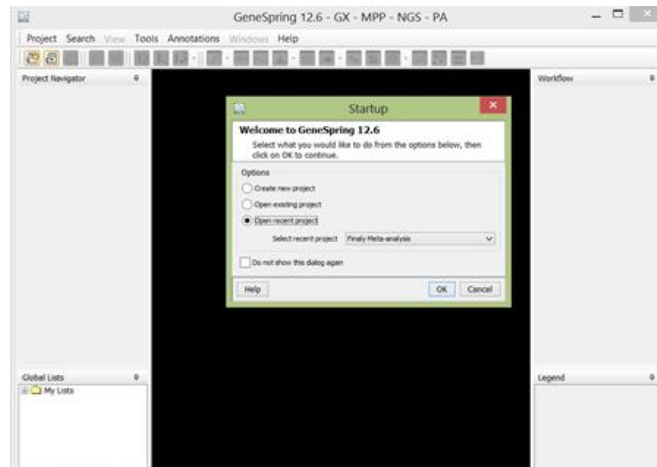 GeneSpring 12.6 - GX - MPP - NGS - PA
Project Search View Tools Annotations Windows Help
Project Navigator
Workflow
Startup
Welcome to GeneSpring 12.6
Select what you would like to do from the options below, then
click on OK to continue.
Options
Create new project
Open existing project
Open recent project
Select recent project Finaly Meta-analysis
Do not show this dialog again
Help OK Cancel
Global Lists
My Lists
Legend